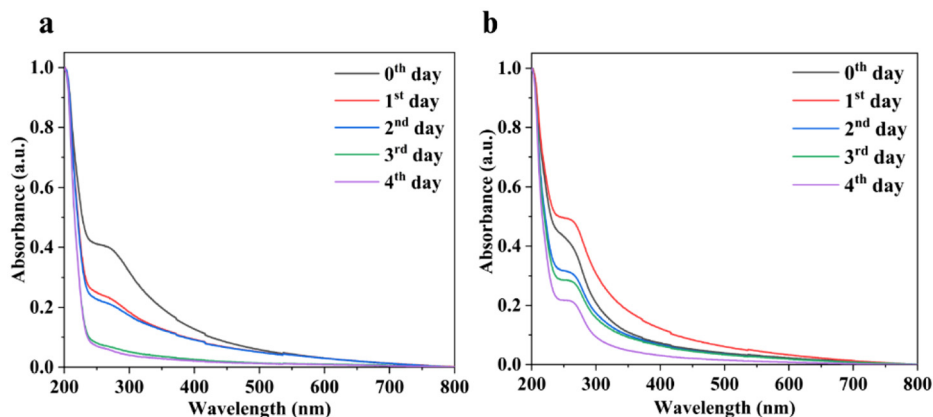 a
1.0
0.8
0.6
0.4
0.2
0.0
Absorbance (a.u.)
200 300 400 500 600 700 800
Wavelength (nm)
0th day
1st day
2nd day
3rd day
4th day
b
1.0
0.8
0.6
0.4
0.2
0.0
Absorbance (a.u.)
200 300 400 500 600 700 800
Wavelength (nm)
0th day
1st day
2nd day
3rd day
4th day